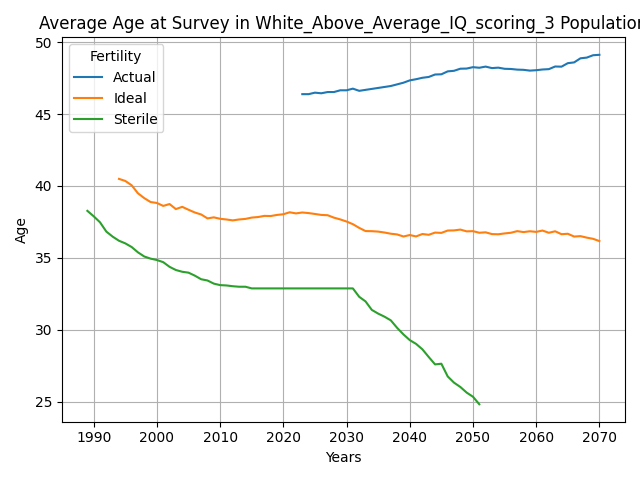 Average Age at Survey in White_Above_Average_IQ_scoring_3 Population
Fertility
Actual
Ideal
Sterile
50
45
40
35
30
25
Age
1990 2000 2010 2020 2030 2040 2050 2060 2070
Years